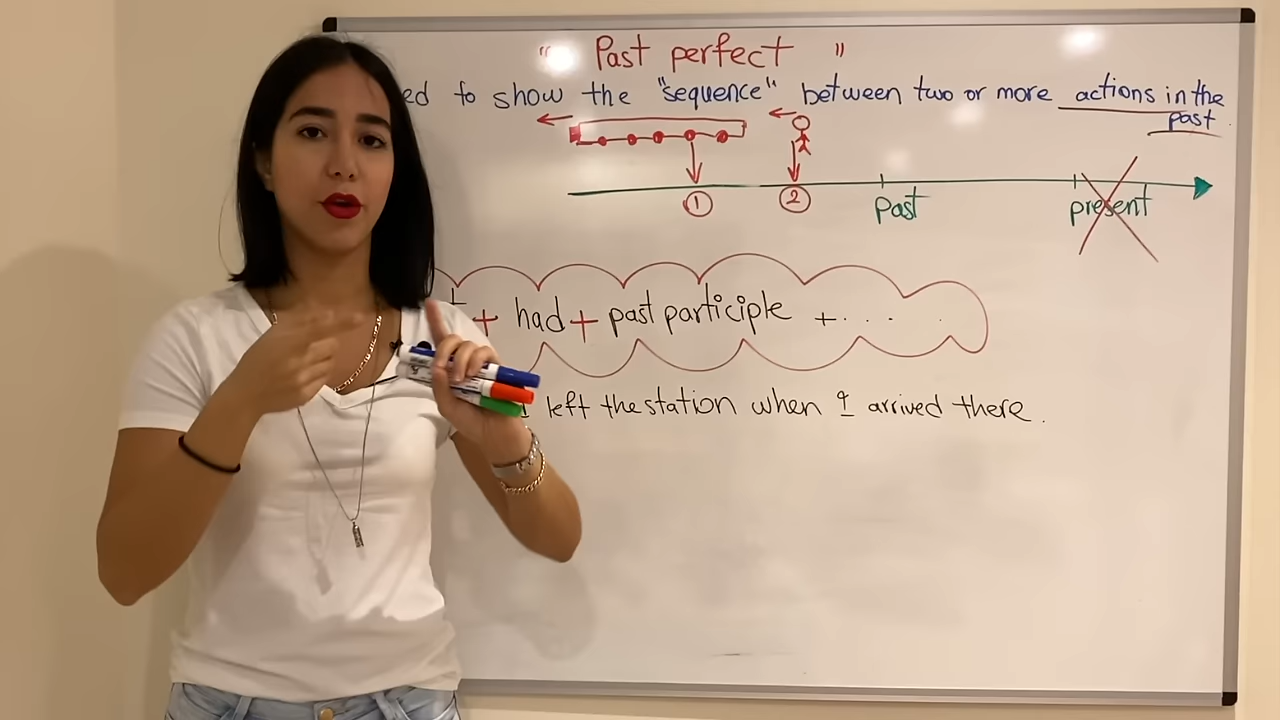 " Past perfect "
ed to show the "sequence" between two or more actions in the
past
1 2 past present
+ had + past participle + . . .
left the station when I arrived there.